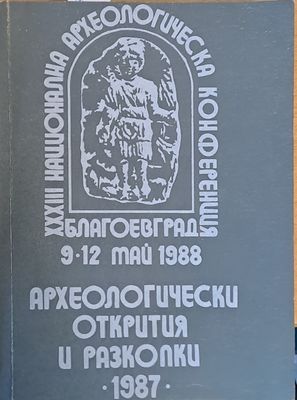 XXXIII НАЦИОНАЛНА АРХЕОЛОГИЧЕСКА КОНФЕРЕНЦИЯ
БЛАГОЕВГРАД
9·12 МАЙ 1988
АРХЕОЛОГИЧЕСКИ
ОТКРИТИЯ
И РАЗКОПКИ
·1987·